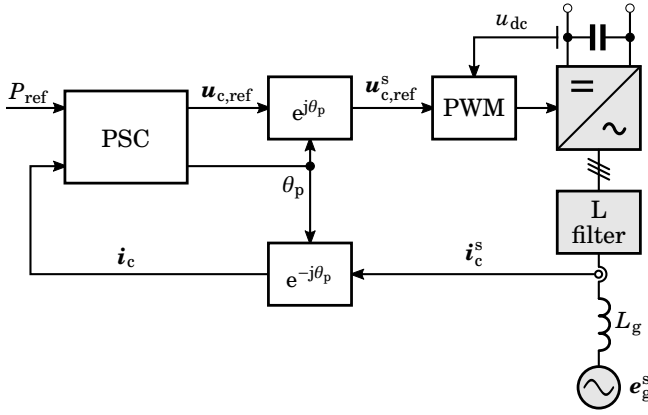 u_dc
P_ref
u_c,ref
u^s_c,ref
PSC
e^jθ_p
PWM
θ_p
L
filter
i_c
e^−jθ_p
i^s_c
L_g
e^s_g